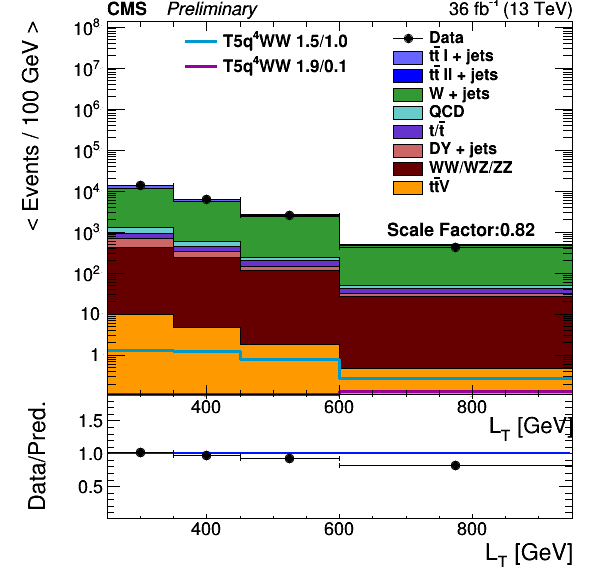 CMS Preliminary 36 fb⁻¹ (13 TeV)
< Events / 100 GeV >
10⁸
10⁷
10⁶
10⁵
10⁴
10³
10²
10
1
T5q⁴WW 1.5/1.0
T5q⁴WW 1.9/0.1
Data
tt̄ l + jets
tt̄ ll + jets
W + jets
QCD
t/t̄
DY + jets
WW/WZ/ZZ
tt̄V
Scale Factor:0.82
400 600 800
L_T [GeV]
Data/Pred.
1.5
1.0
0.5
400 600 800
L_T [GeV]